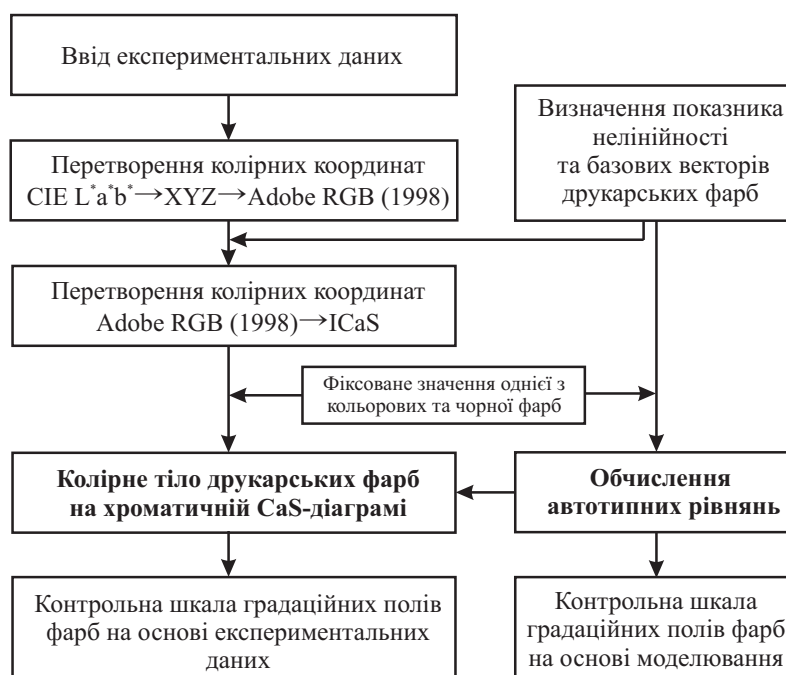 Ввід експериментальних даних
Визначення показника
нелінійності
та базових векторів
друкарських фарб
Перетворення колірних координат
CIE L*a*b*→XYZ→Adobe RGB (1998)
Перетворення колірних координат
Adobe RGB (1998)→ICaS
Фіксоване значення однієї з
кольорових та чорної фарб
Колірне тіло друкарських фарб
на хроматичній CaS-діаграмі
Обчислення
автотипних рівнянь
Контрольна шкала градаційних полів
фарб на основі експериментальних
даних
Контрольна шкала
градаційних полів фарб
на основі моделювання